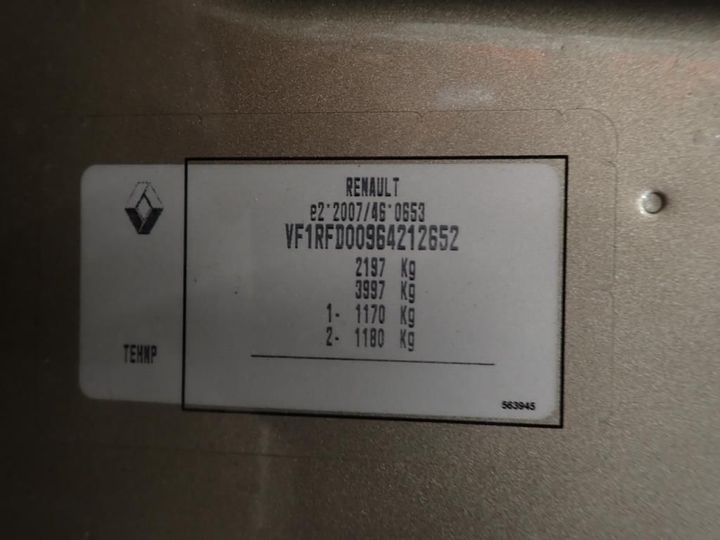 RENAULT
e2*2007/46*0653
VF1RFD00964212652
2197 Kg
3997 Kg
1- 1170 Kg
2- 1180 Kg
TEHNP
563945